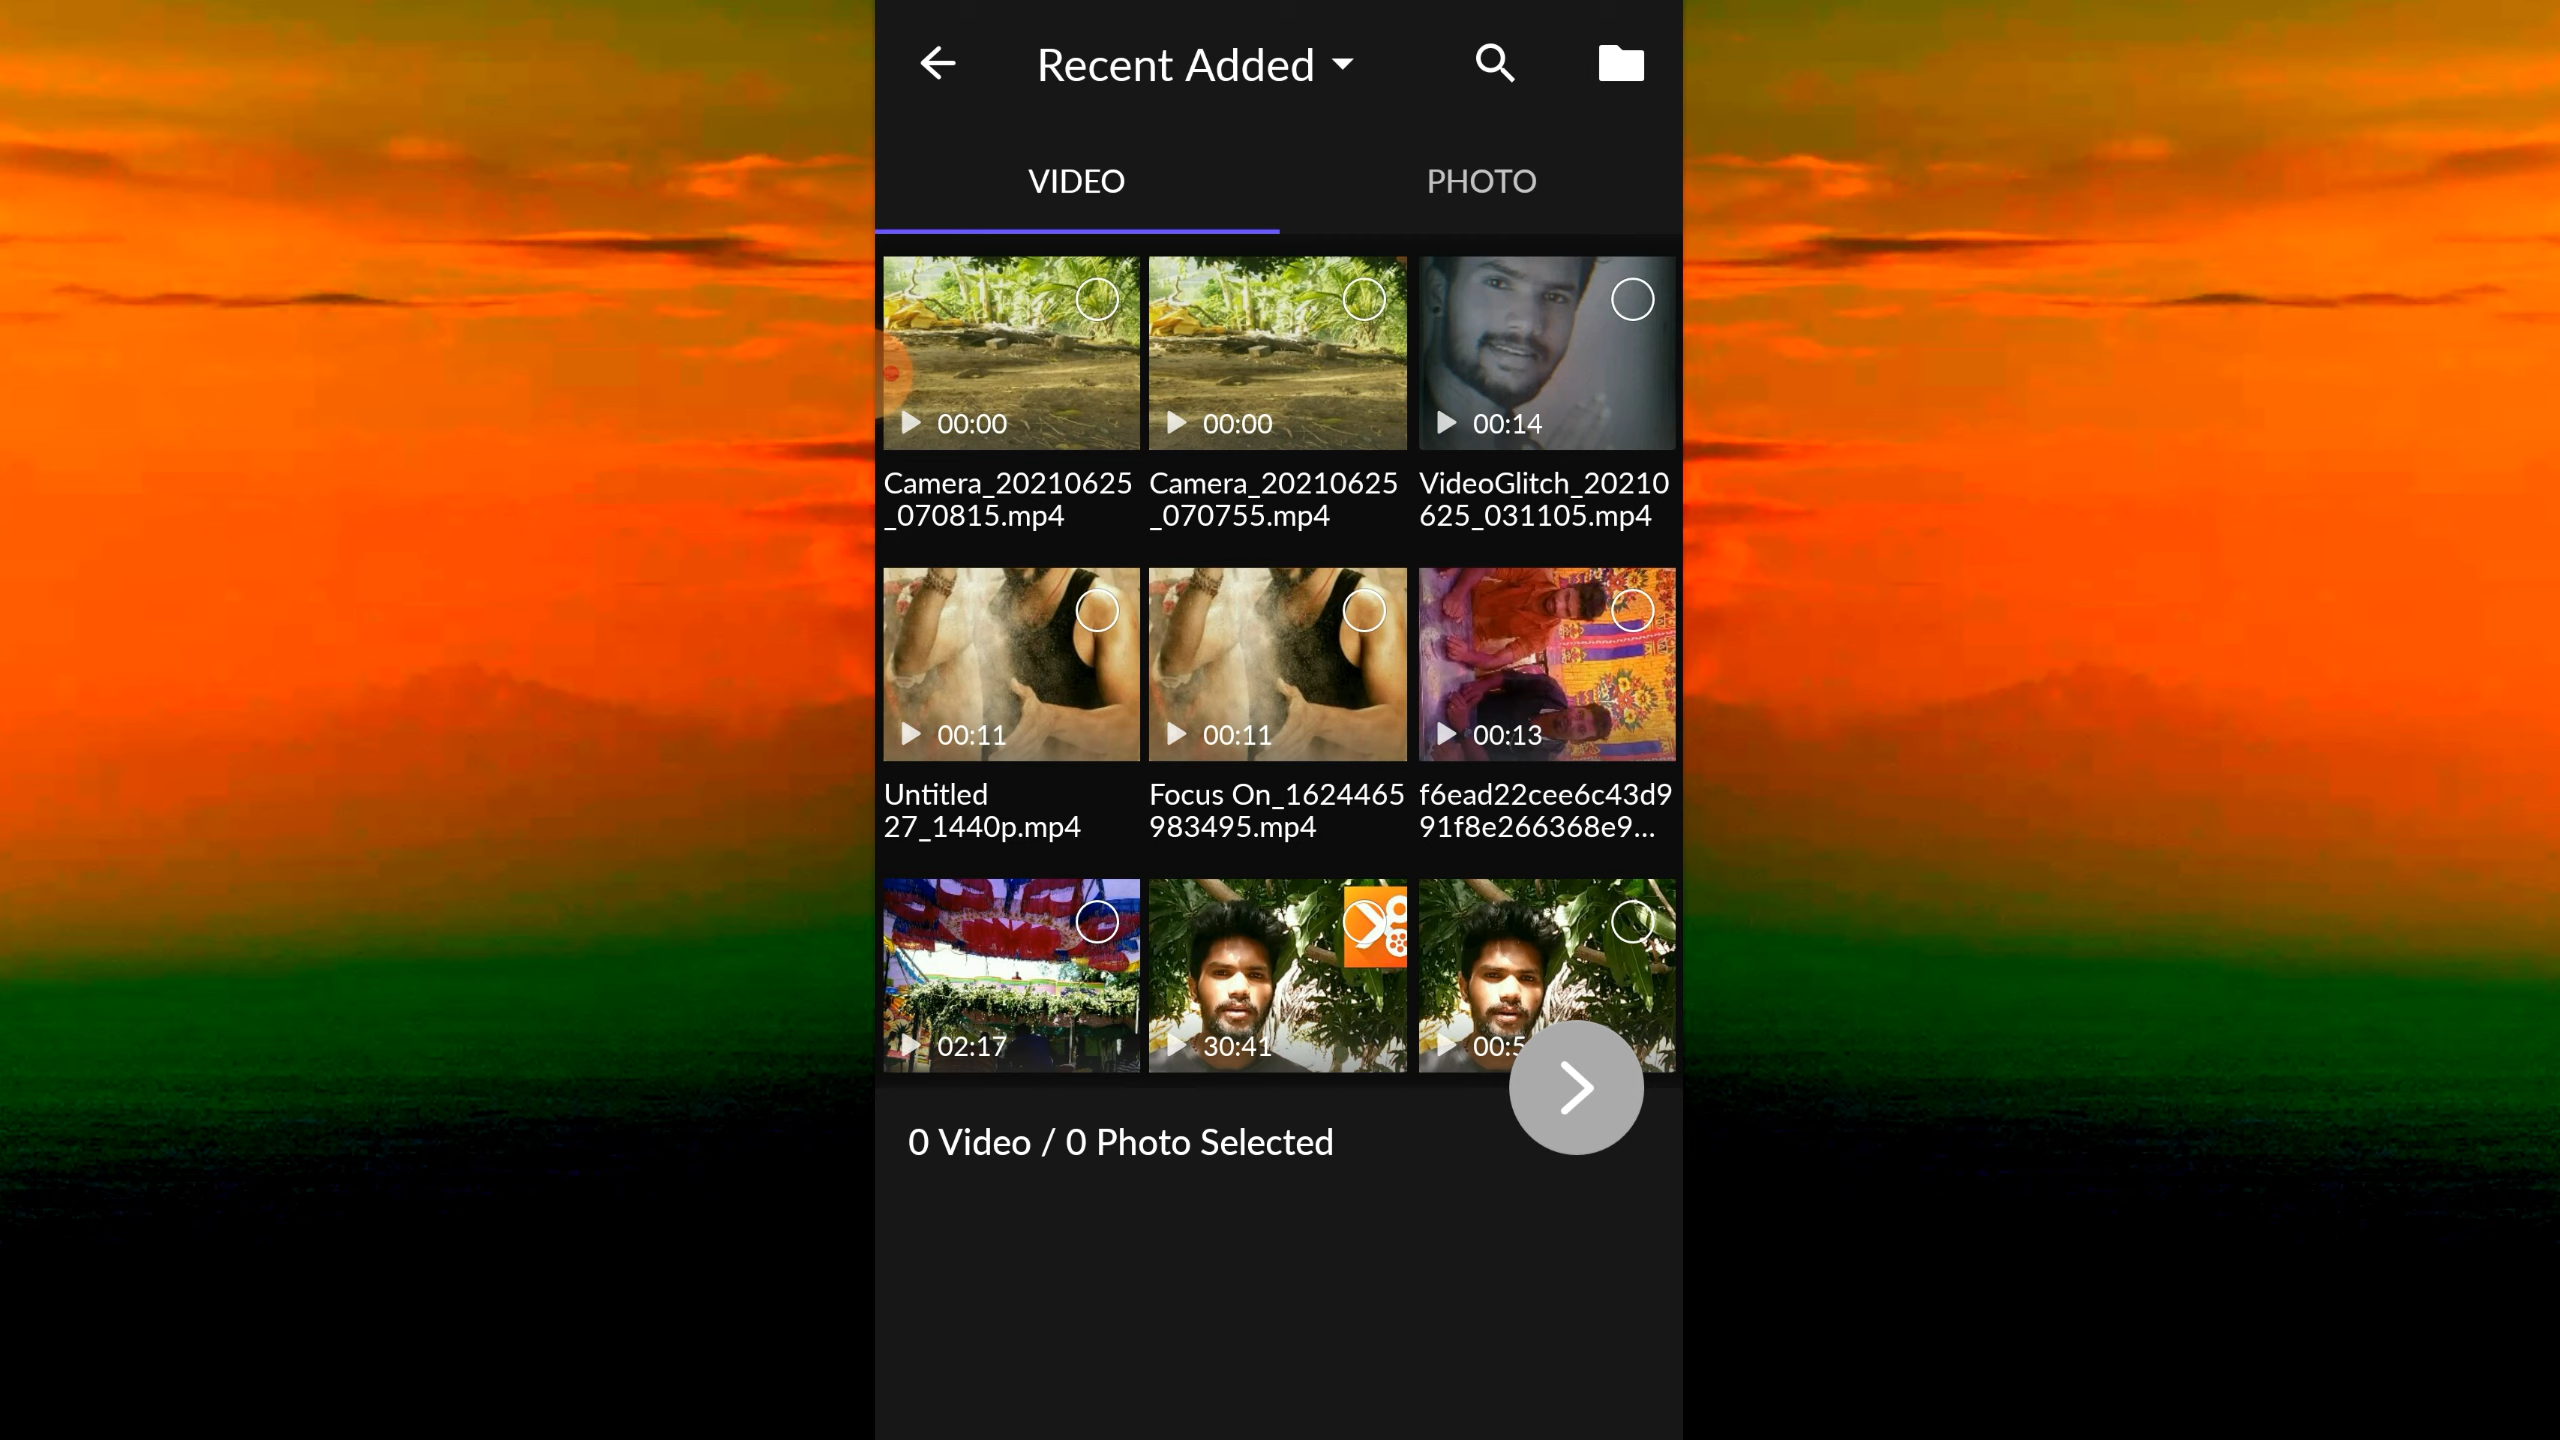 Recent Added
VIDEO
PHOTO
00:00
00:00
00:14
Camera_20210625
_070815.mp4
Camera_20210625
_070755.mp4
VideoGlitch_20210
625_031105.mp4
00:11
00:11
00:13
Untitled
27_1440p.mp4
Focus On_1624465
983495.mp4
f6ead22cee6c43d9
91f8e266368e9...
02:17
30:41
00:5
0 Video / 0 Photo Selected